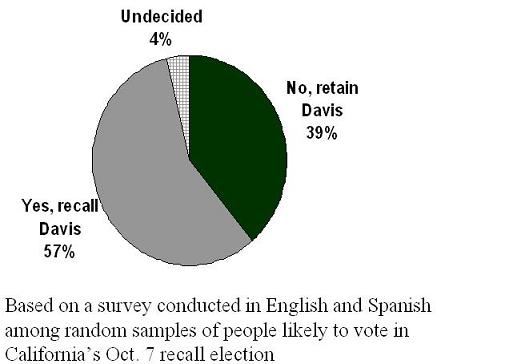 Undecided
4%
No, retain
Davis
39%
Yes, recall
Davis
57%
Based on a survey conducted in English and Spanish
among random samples of people likely to vote in
California's Oct. 7 recall election